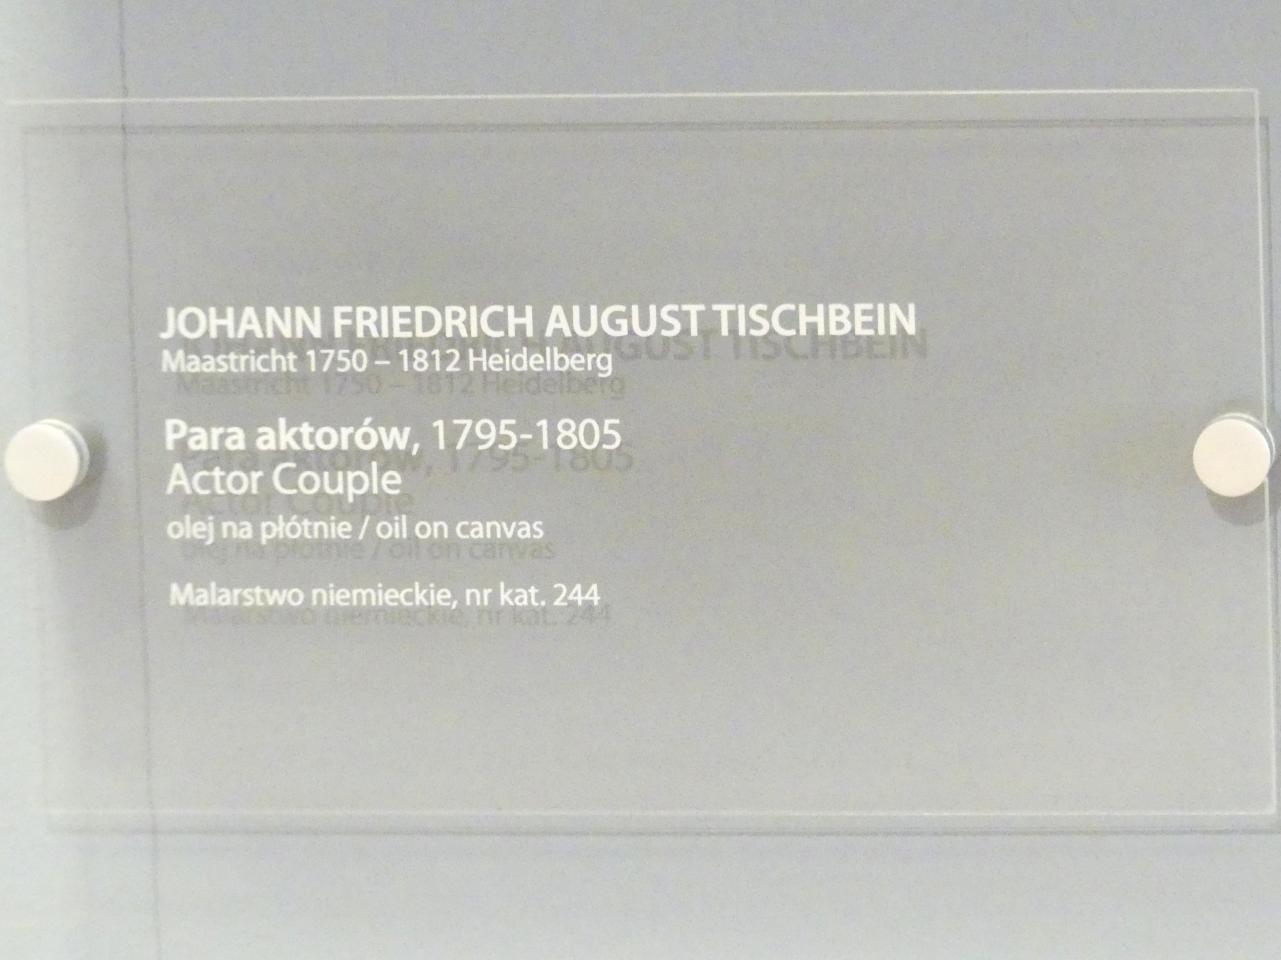 JOHANN FRIEDRICH AUGUST TISCHBEIN
Maastricht 1750 – 1812 Heidelberg
Para aktorów, 1795-1805
Actor Couple
olej na płótnie / oil on canvas
Malarstwo niemieckie, nr kat. 244